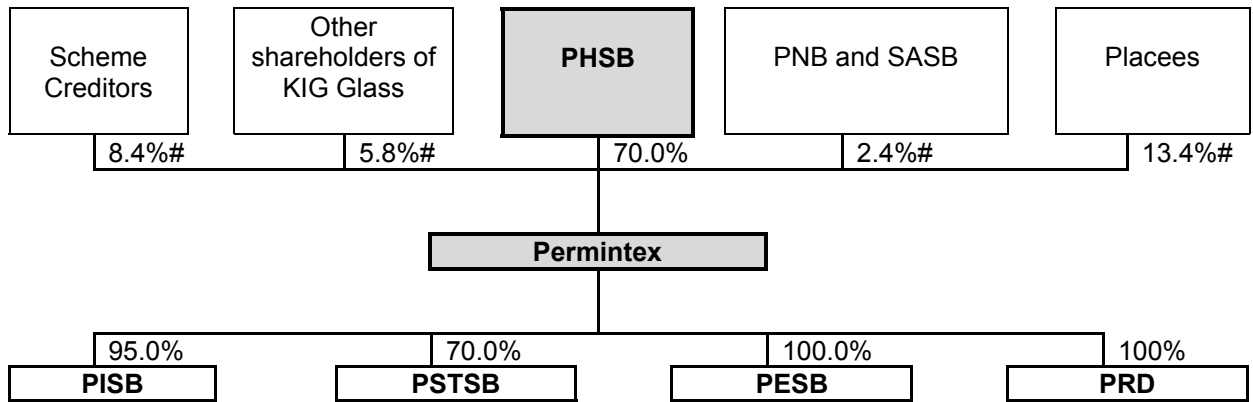 Scheme
Creditors
Other
shareholders of
KIG Glass
PHSB
PNB and SASB
Placees
8.4%#
5.8%#
70.0%
2.4%#
13.4%#
Permintex
95.0%
70.0%
100.0%
100%
PISB
PSTSB
PESB
PRD